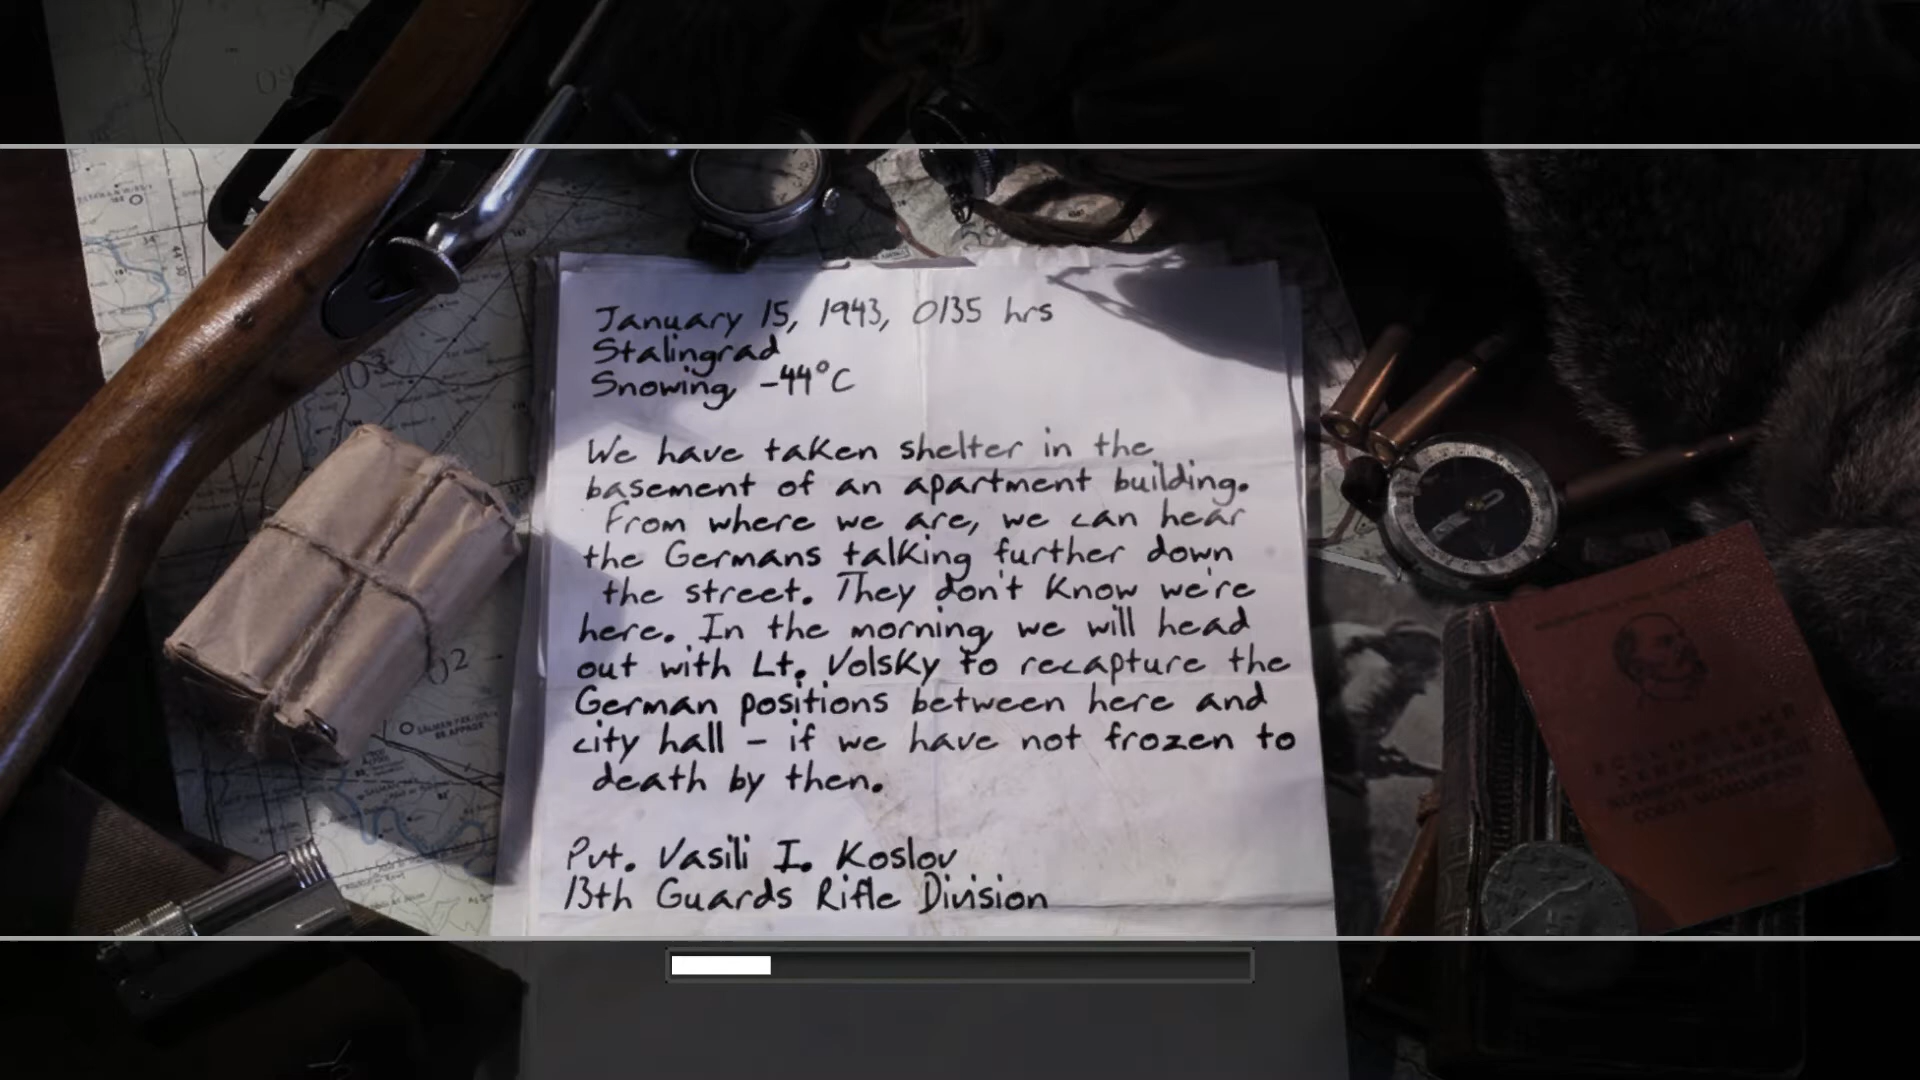 January 15, 1943, 0135 hrs
Stalingrad
Snowing, -44°C
We have taken shelter in the
basement of an apartment building.
From where we are, we can hear
the Germans talking further down
the street. They don't know we're
here. In the morning, we will head
out with Lt. Volsky to recapture the
German positions between here and
city hall - if we have not frozen to
death by then.
Pvt. Vasili I. Koslov
13th Guards Rifle Division
03
02